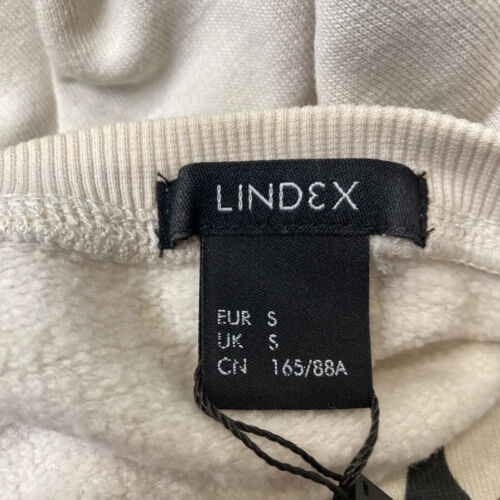 LINDEX
EUR S
UK S
CN 165/88A